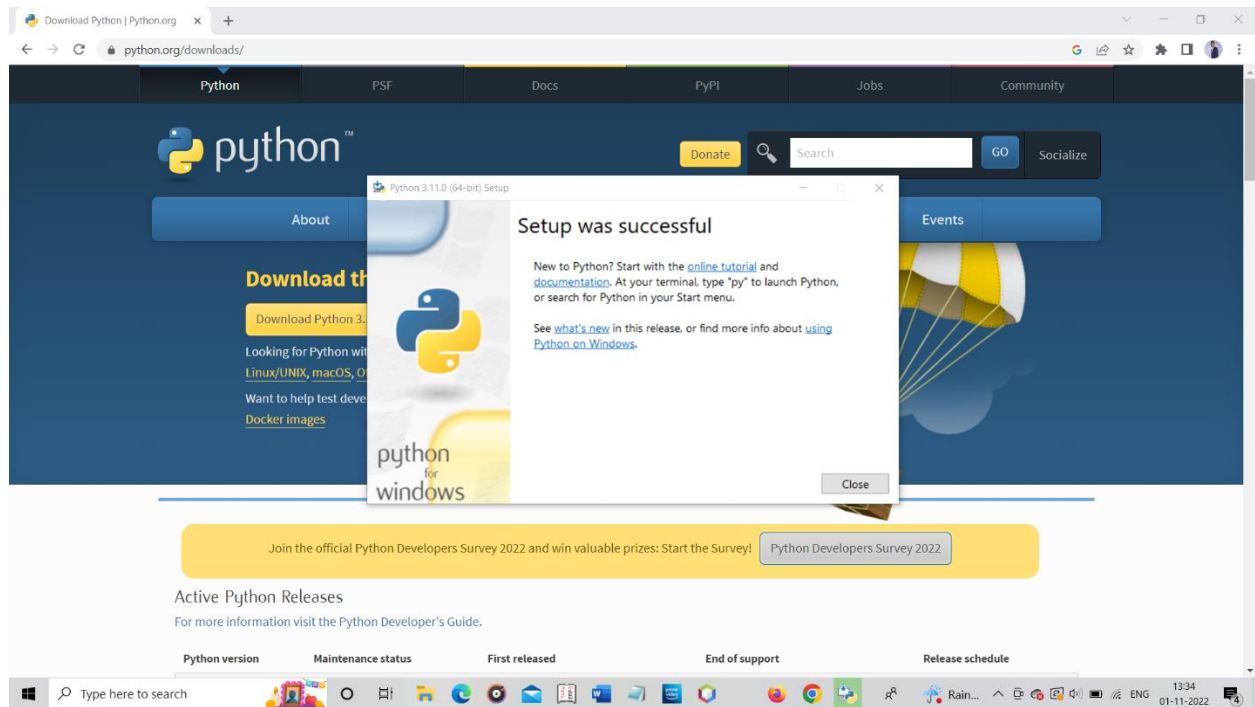 Download Python | Python.org
python.org/downloads/
Python PSF Docs PyPI Jobs Community
python™
Donate Search GO Socialize
Python 3.11.0 (64-bit) Setup
About Events
Setup was successful
New to Python? Start with the online tutorial and
documentation. At your terminal, type "py" to launch Python,
or search for Python in your Start menu.
See what's new in this release, or find more info about using
Python on Windows.
python
for
windows
Close
Download th
Download Python 3.
Looking for Python wit
Linux/UNIX, macOS, O
Want to help test deve
Docker images
Join the official Python Developers Survey 2022 and win valuable prizes: Start the Survey! Python Developers Survey 2022
Active Python Releases
For more information visit the Python Developer's Guide.
Python version Maintenance status First released End of support Release schedule
Type here to search
Rain... ENG 13:34
01-11-2022
4